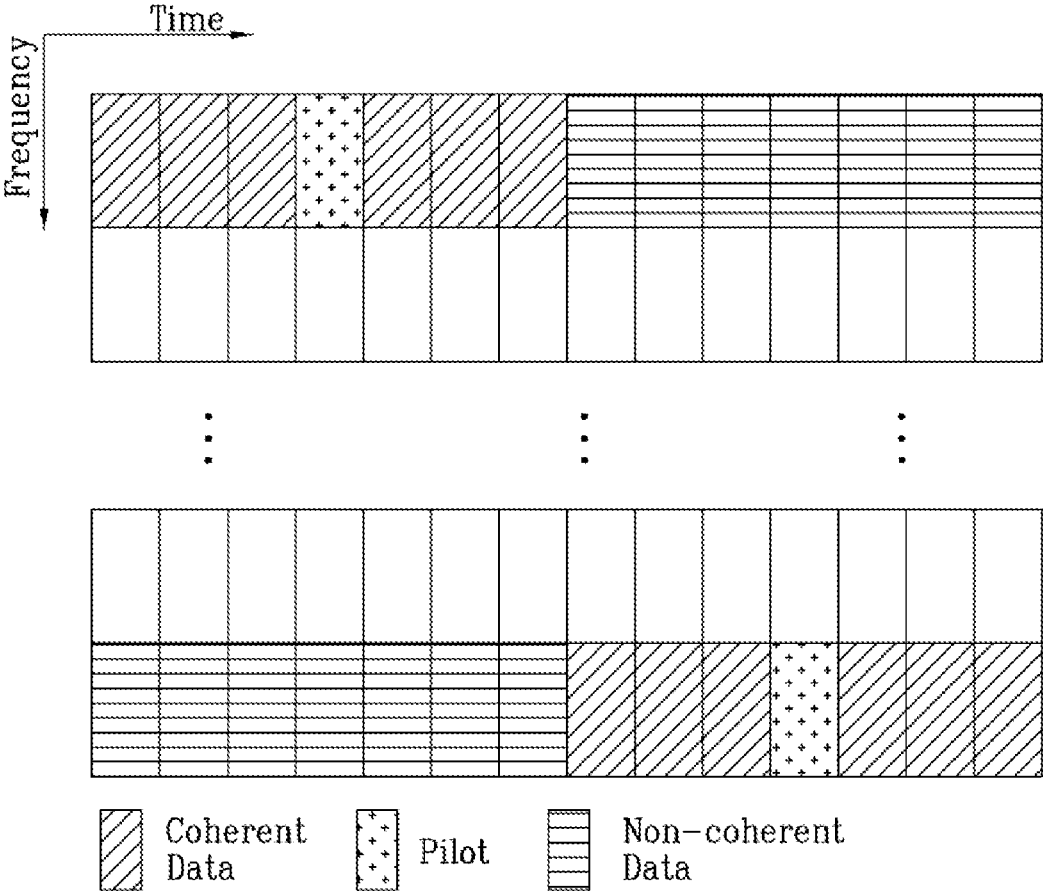 Time
Frequency
Coherent
Data
Pilot
Non-coherent
Data